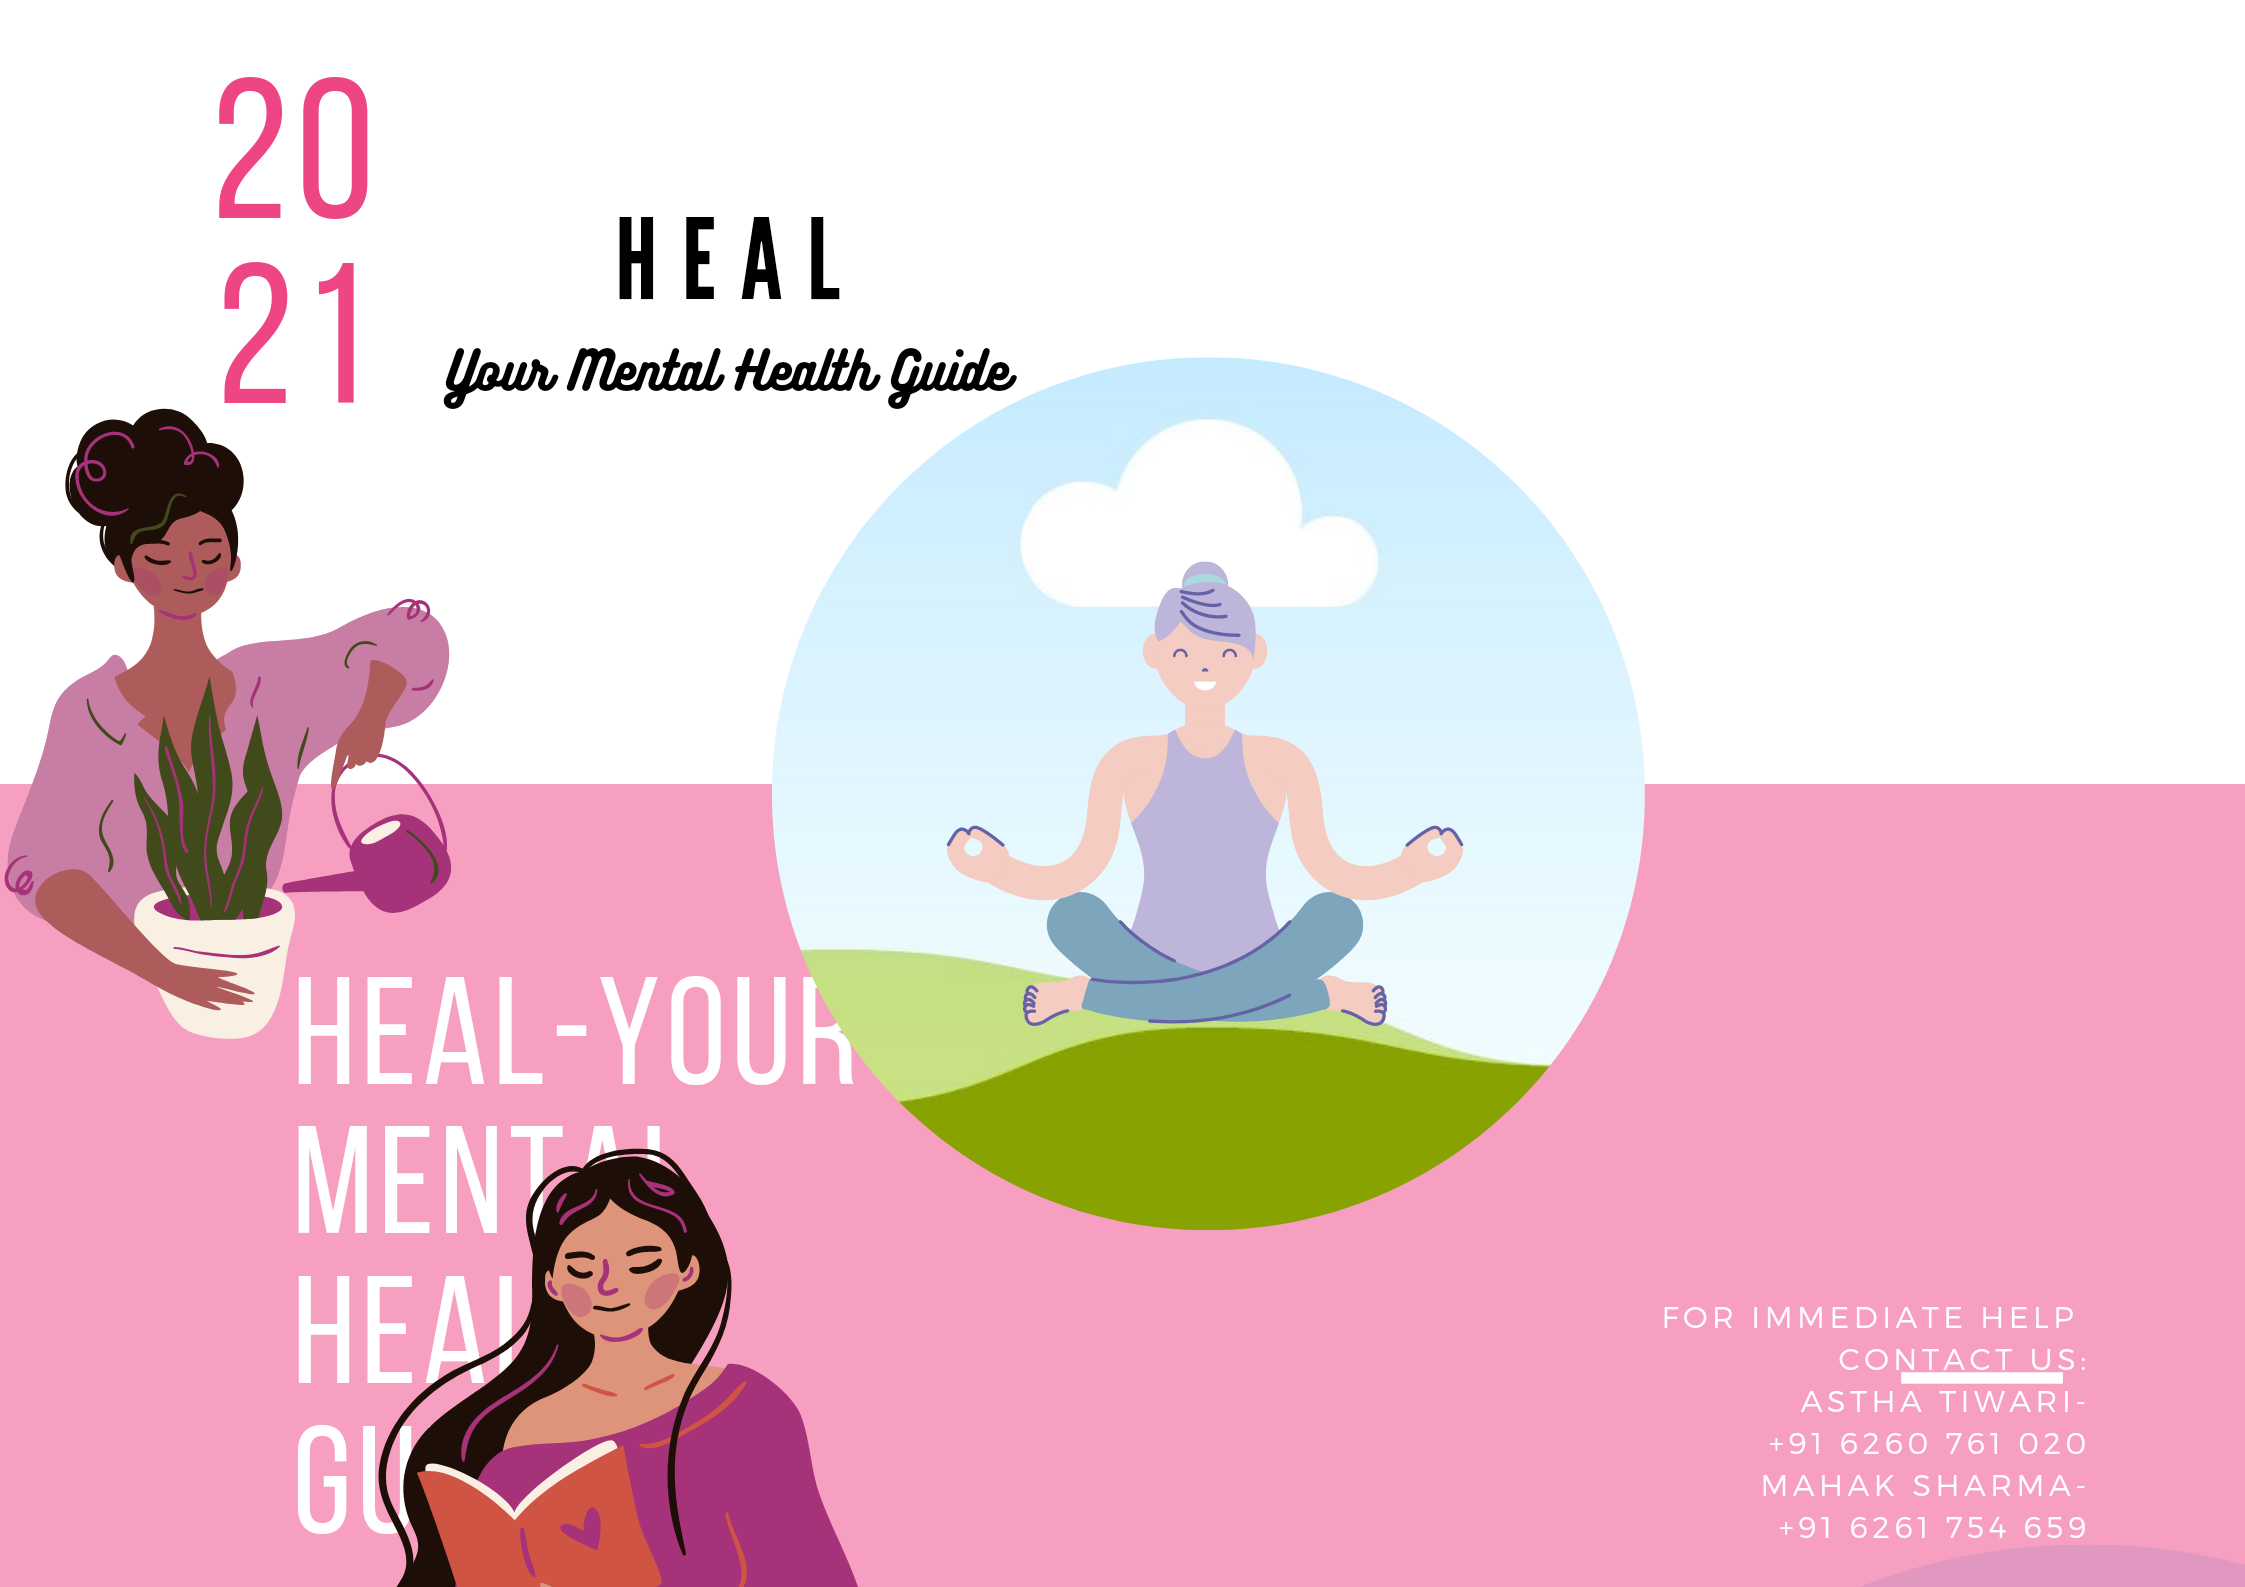 20
21
HEAL
Your Mental Health Guide
HEAL-YOUR
MENTAL
FOR IMMEDIATE HELP
CONTACT US:
ASTHA TIWARI-
+91 6260 761 020
MAHAK SHARMA-
+91 6261 754 659